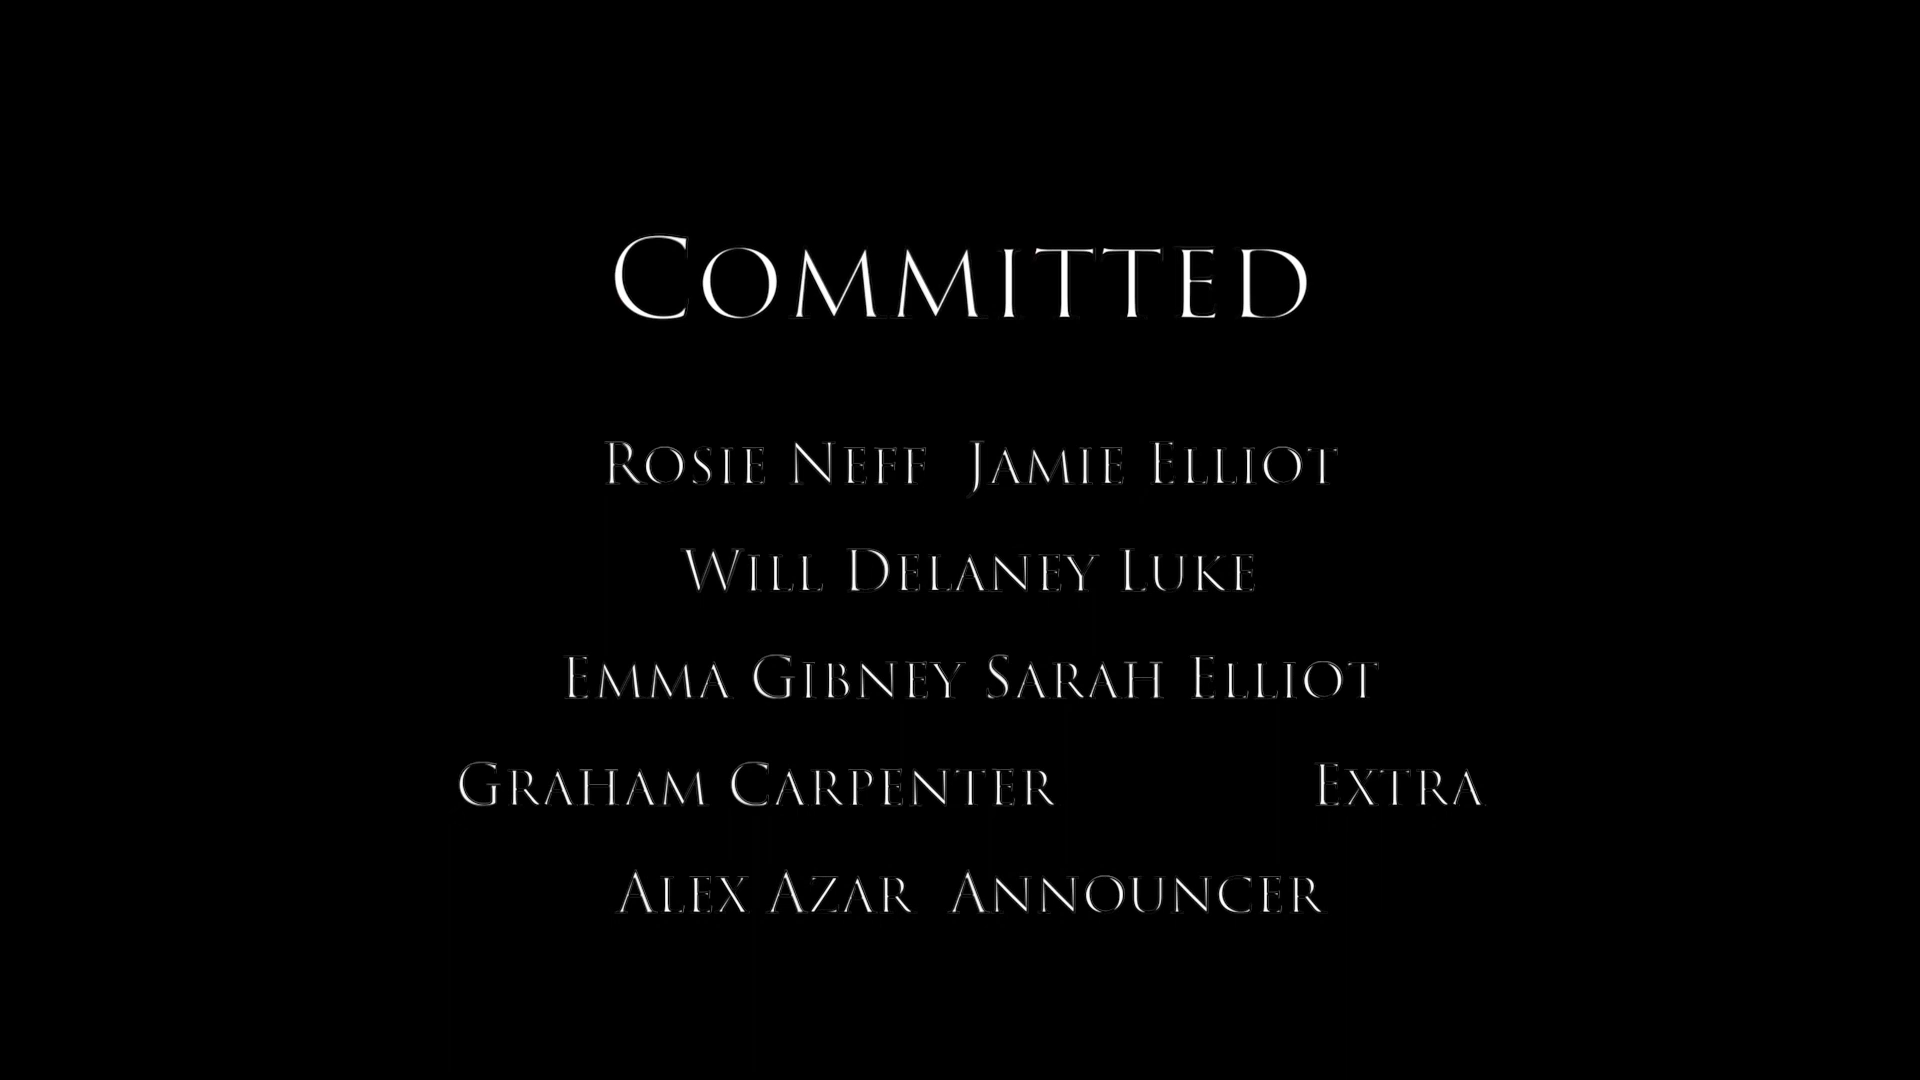 Committed
Rosie Neff Jamie Elliot
Will Delaney Luke
Emma Gibney Sarah Elliot
Graham Carpenter Extra
Alex Azar Announcer